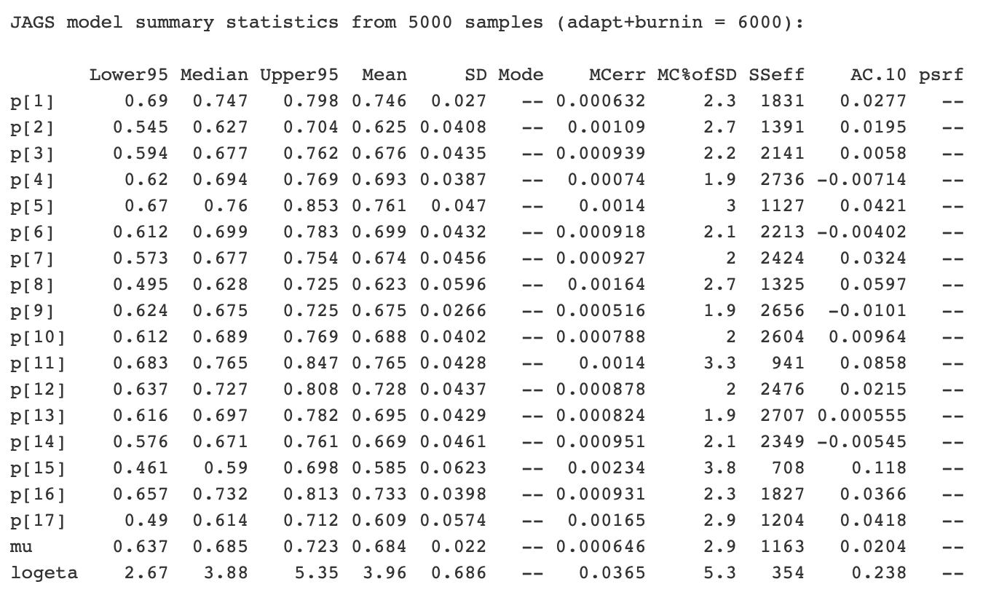 JAGS model summary statistics from 5000 samples (adapt+burnin = 6000):
Lower95 Median Upper95 Mean SD Mode MCerr MC%ofSD SSeff AC.10 psrf
p[1] 0.69 0.747 0.798 0.746 0.027 -- 0.000632 2.3 1831 0.0277 --
p[2] 0.545 0.627 0.704 0.625 0.0408 -- 0.00109 2.7 1391 0.0195 --
p[3] 0.594 0.677 0.762 0.676 0.0435 -- 0.000939 2.2 2141 0.0058 --
p[4] 0.62 0.694 0.769 0.693 0.0387 -- 0.00074 1.9 2736 -0.00714 --
p[5] 0.67 0.76 0.853 0.761 0.047 -- 0.0014 3 1127 0.0421 --
p[6] 0.612 0.699 0.783 0.699 0.0432 -- 0.000918 2.1 2213 -0.00402 --
p[7] 0.573 0.677 0.754 0.674 0.0456 -- 0.000927 2 2424 0.0324 --
p[8] 0.495 0.628 0.725 0.623 0.0596 -- 0.00164 2.7 1325 0.0597 --
p[9] 0.624 0.675 0.725 0.675 0.0266 -- 0.000516 1.9 2656 -0.0101 --
p[10] 0.612 0.689 0.769 0.688 0.0402 -- 0.000788 2 2604 0.00964 --
p[11] 0.683 0.765 0.847 0.765 0.0428 -- 0.0014 3.3 941 0.0858 --
p[12] 0.637 0.727 0.808 0.728 0.0437 -- 0.000878 2 2476 0.0215 --
p[13] 0.616 0.697 0.782 0.695 0.0429 -- 0.000824 1.9 2707 0.000555 --
p[14] 0.576 0.671 0.761 0.669 0.0461 -- 0.000951 2.1 2349 -0.00545 --
p[15] 0.461 0.59 0.698 0.585 0.0623 -- 0.00234 3.8 708 0.118 --
p[16] 0.657 0.732 0.813 0.733 0.0398 -- 0.000931 2.3 1827 0.0366 --
p[17] 0.49 0.614 0.712 0.609 0.0574 -- 0.00165 2.9 1204 0.0418 --
mu 0.637 0.685 0.723 0.684 0.022 -- 0.000646 2.9 1163 0.0204 --
logeta 2.67 3.88 5.35 3.96 0.686 -- 0.0365 5.3 354 0.238 --